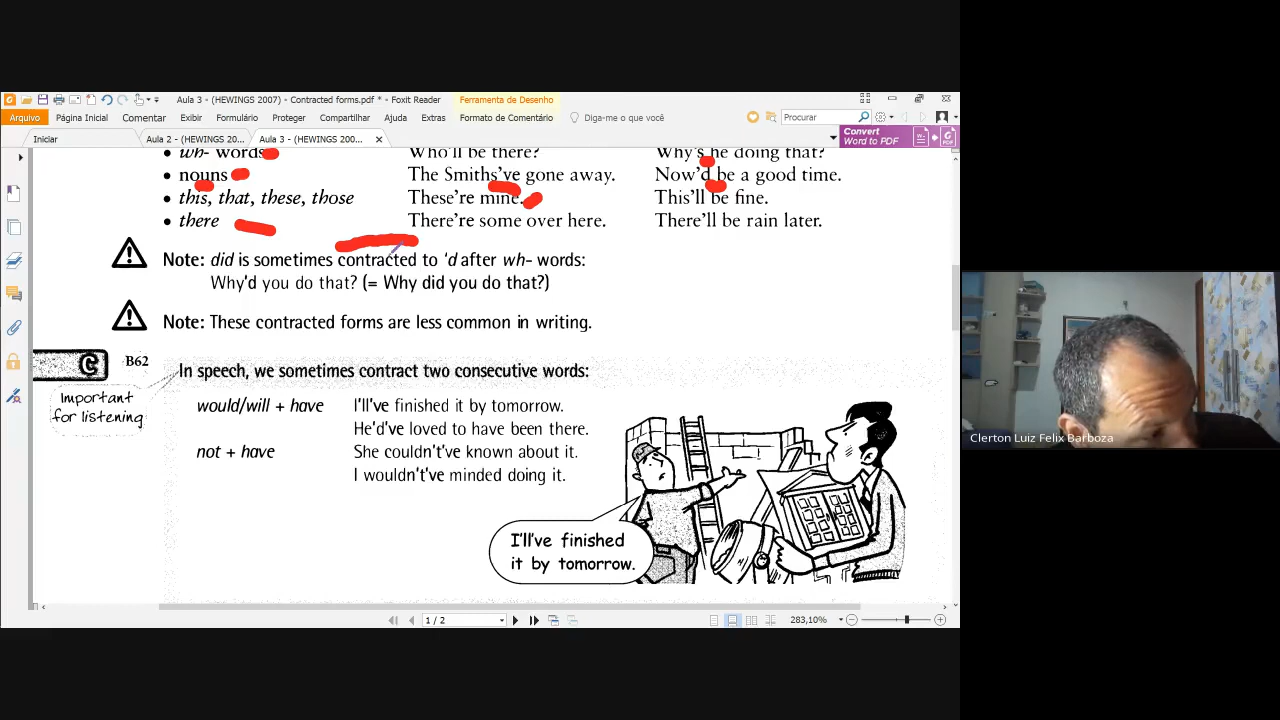 Aula 3 - (HEWINGS 2007) - Contracted forms.pdf * - Foxit Reader
Ferramenta de Desenho
Arquivo Página Inicial Comentar Exibir Formulário Proteger Compartilhar Ajuda Extras Formato de Comentário Diga-me o que você Procurar
Iniciar Aula 2 - (HEWINGS 20... Aula 3 - (HEWINGS 200... Convert
Word to PDF
• wh- words Who'll be there? Why's he doing that?
• nouns The Smiths've gone away. Now'd be a good time.
• this, that, these, those These're mine. This'll be fine.
• there There're some over here. There'll be rain later.
Note: did is sometimes contracted to 'd after wh- words:
Why'd you do that? (= Why did you do that?)
Note: These contracted forms are less common in writing.
C B62
In speech, we sometimes contract two consecutive words:
Important
for listening
would/will + have I'll've finished it by tomorrow.
He'd've loved to have been there.
not + have She couldn't've known about it.
I wouldn't've minded doing it.
I'll've finished
it by tomorrow.
1 / 2
283,10%
Clerton Luiz Felix Barboza